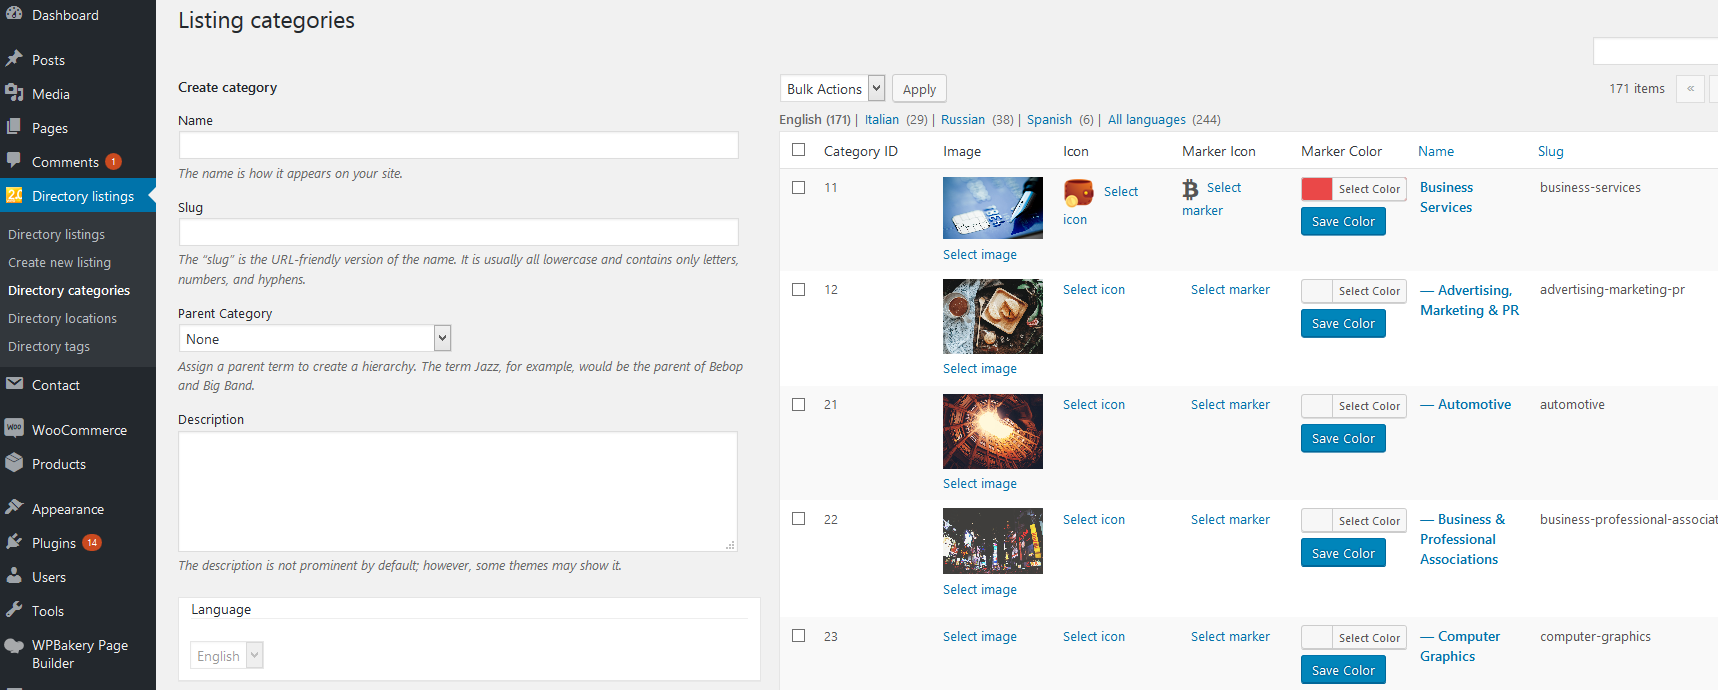 Dashboard
Posts
Media
Pages
Comments 1
Directory listings
Directory listings
Create new listing
Directory categories
Directory locations
Directory tags
Contact
WooCommerce
Products
Appearance
Plugins 14
Users
Tools
WPBakery Page
Builder
Listing categories
Create category
Name
The name is how it appears on your site.
Slug
The “slug” is the URL-friendly version of the name. It is usually all lowercase and contains only letters,
numbers, and hyphens.
Parent Category
None
Assign a parent term to create a hierarchy. The term Jazz, for example, would be the parent of Bebop
and Big Band.
Description
The description is not prominent by default; however, some themes may show it.
Language
English
Bulk Actions Apply 171 items «
English (171) | Italian (29) | Russian (38) | Spanish (6) | All languages (244)
Category ID Image Icon Marker Icon Marker Color Name Slug
11 Select Select Select Color Business business-services
icon marker Save Color Services
Select image
12 Select icon Select marker Select Color — Advertising, advertising-marketing-pr
Save Color Marketing & PR
Select image
21 Select icon Select marker Select Color — Automotive automotive
Save Color
Select image
22 Select icon Select marker Select Color — Business & business-professional-associat
Save Color Professional
Associations
Select image
23 Select image Select icon Select marker Select Color — Computer computer-graphics
Save Color Graphics